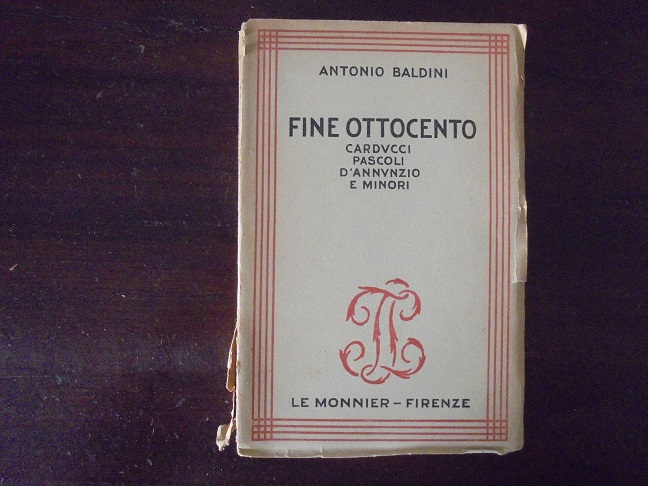 ANTONIO BALDINI
FINE OTTOCENTO
CARDVCCI
PASCOLI
D'ANNVNZIO
E MINORI
LE MONNIER – FIRENZE